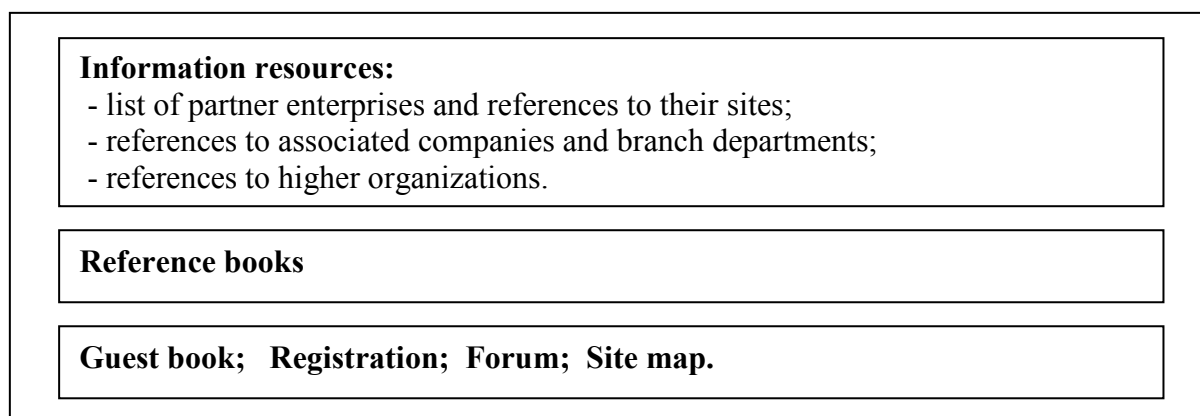 Information resources:
- list of partner enterprises and references to their sites;
- references to associated companies and branch departments;
- references to higher organizations.
Reference books
Guest book;   Registration;  Forum;  Site map.